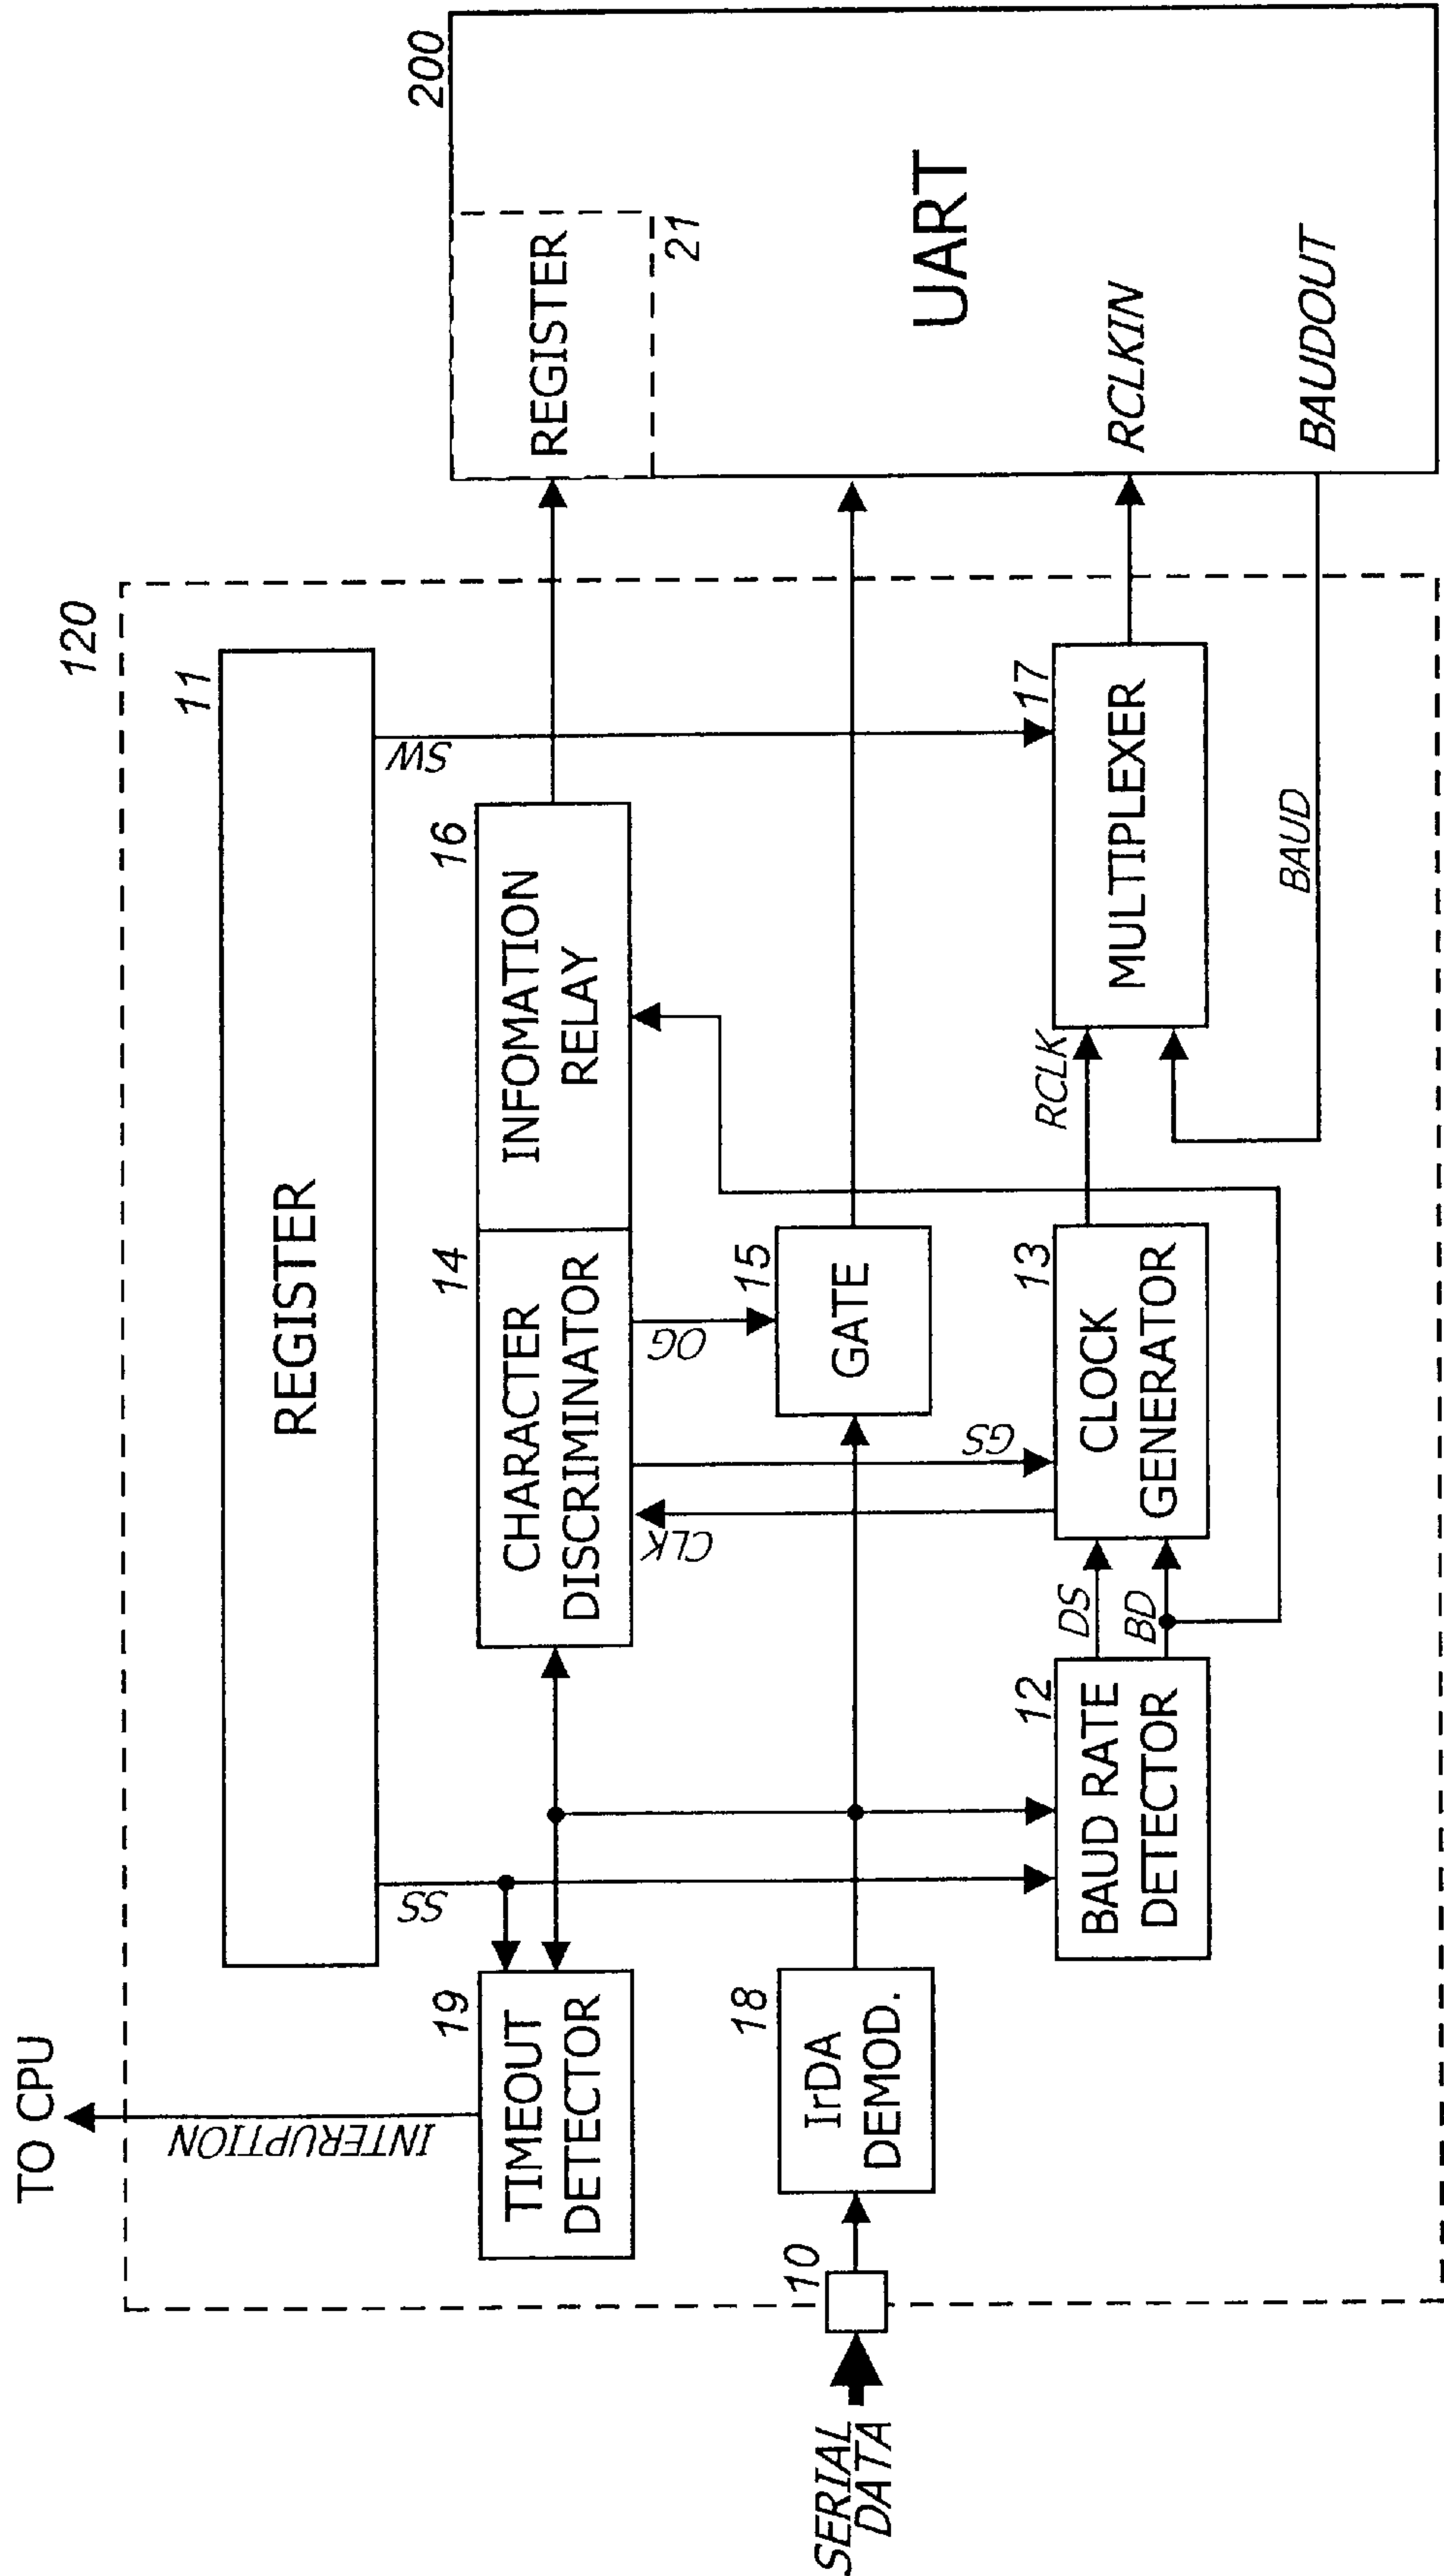 TO CPU
120
200
11
REGISTER
INTERUPTION
SS
SW
19
TIMEOUT
DETECTOR
14
CHARACTER
DISCRIMINATOR
16
INFOMATION
RELAY
REGISTER
21
CLK
GS
OG
SERIAL
DATA
10
18
IrDA
DEMOD.
15
GATE
UART
12
BAUD RATE
DETECTOR
DS
BD
13
CLOCK
GENERATOR
RCLK
17
MULTIPLEXER
RCLKIN
BAUD
BAUDOUT